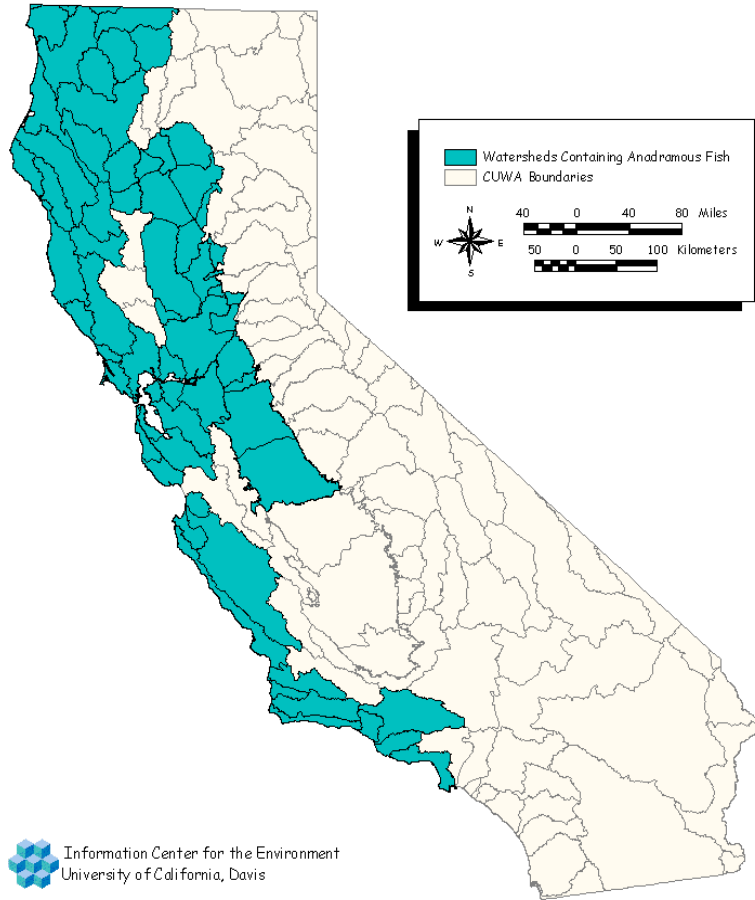 Watersheds Containing Anadramous Fish
CUWA Boundaries
N
W E
S
40 0 40 80 Miles
50 0 50 100 Kilometers
Information Center for the Environment
University of California, Davis